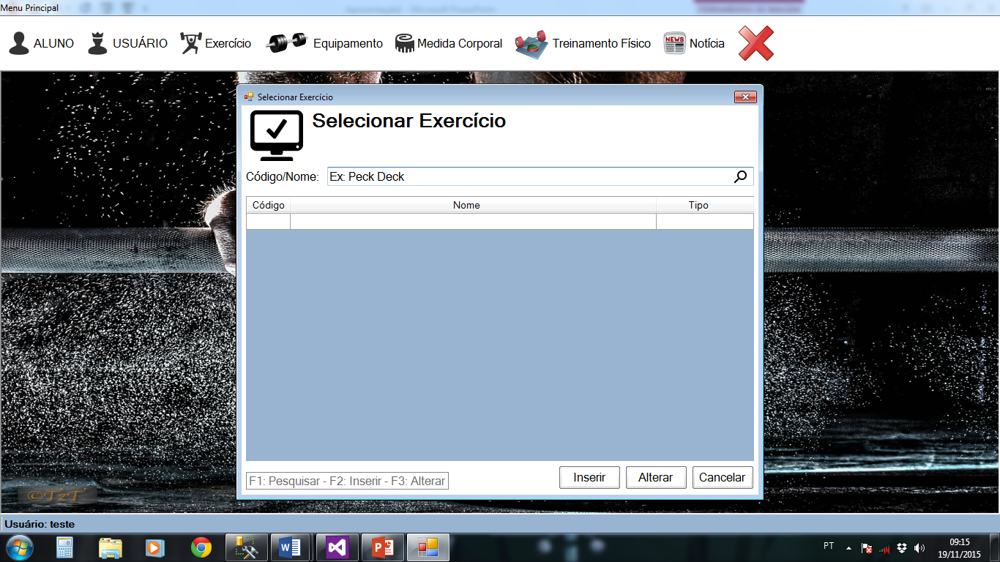 Menu Principal
ALUNO USUÁRIO Exercício Equipamento Medida Corporal Treinamento Físico NEWS Notícia
Selecionar Exercício
Selecionar Exercício
Código/Nome: Ex: Peck Deck
Código Nome Tipo
F1: Pesquisar - F2: Inserir - F3: Alterar
Inserir Alterar Cancelar
©TzT
Usuário: teste
PT
09:15
19/11/2015